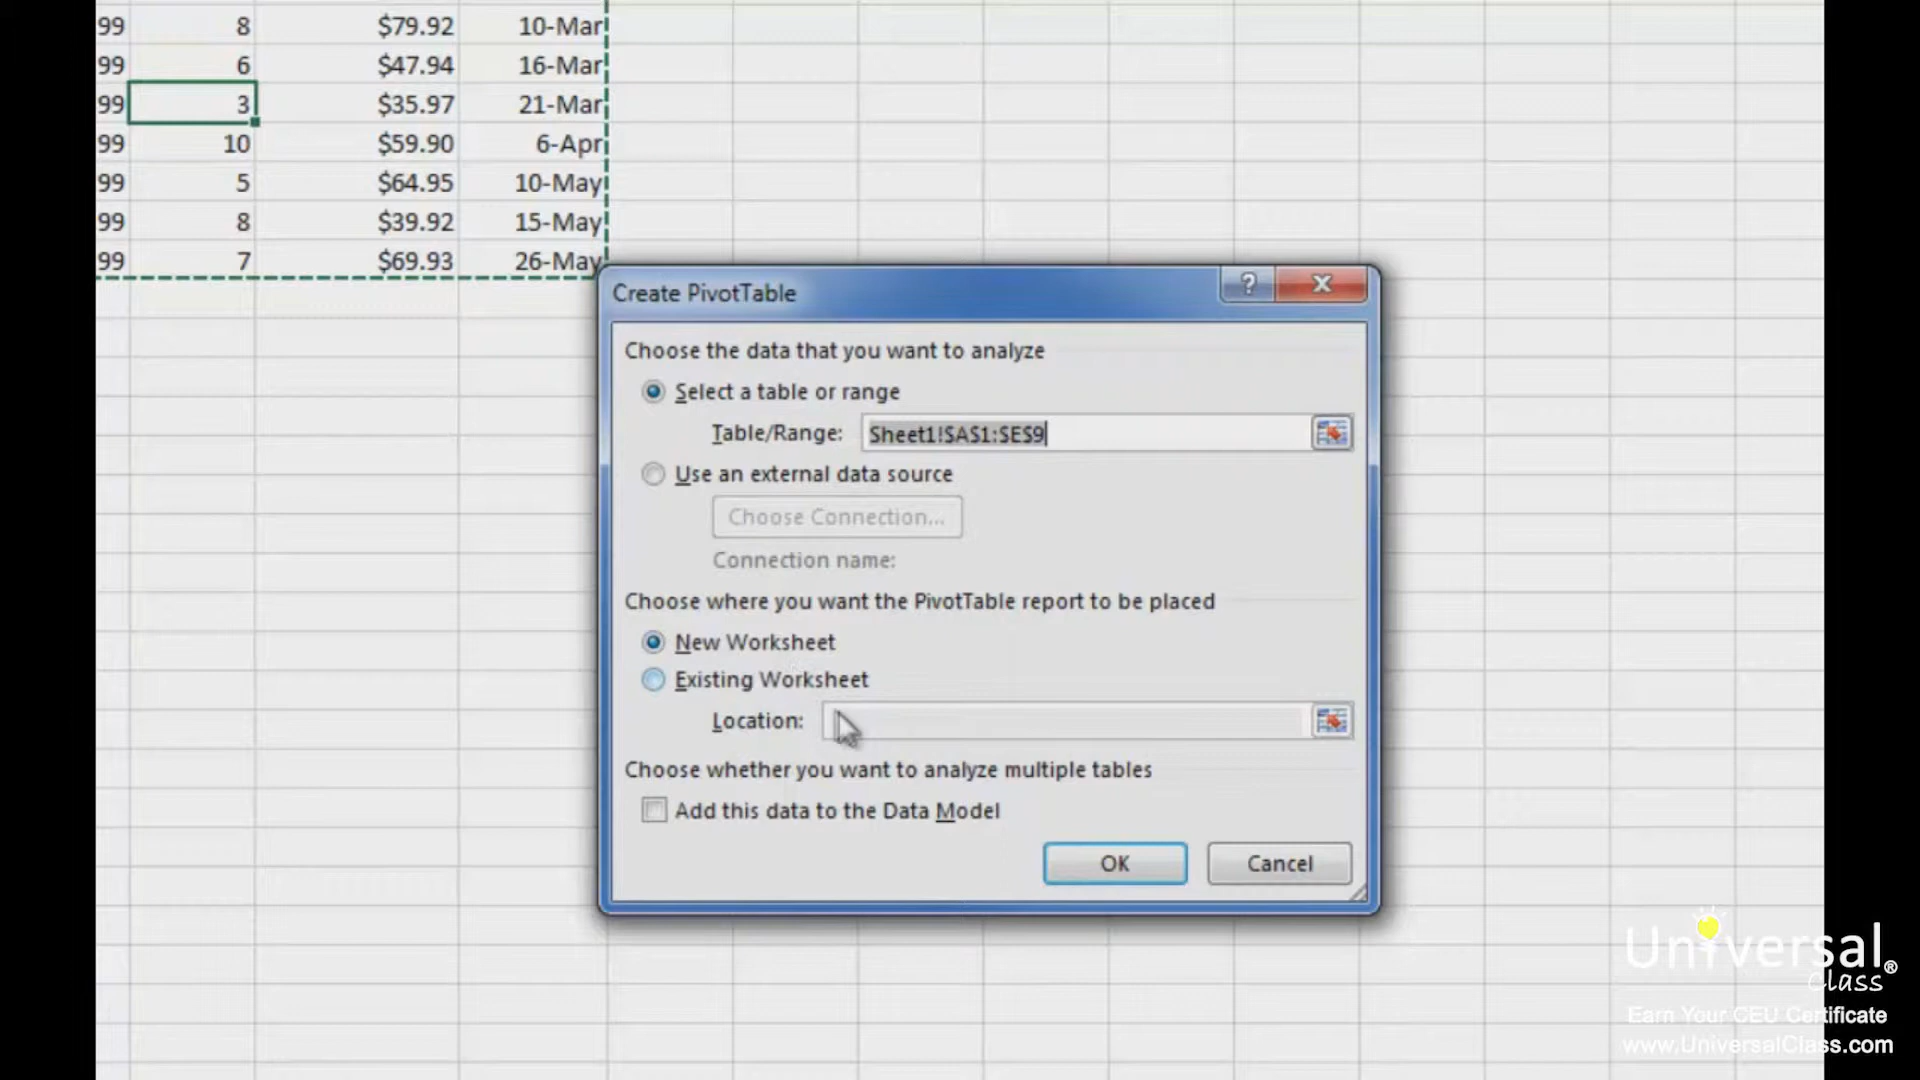 99 8 $79.92 10-Mar
99 6 $47.94 16-Mar
99 3 $35.97 21-Mar
99 10 $59.90 6-Apr
99 5 $64.95 10-May
99 8 $39.92 15-May
99 7 $69.93 26-May
Create PivotTable
?
Choose the data that you want to analyze
Select a table or range
Table/Range: Sheet1!$A$1:$E$9
Use an external data source
Choose Connection...
Connection name:
Choose where you want the PivotTable report to be placed
New Worksheet
Existing Worksheet
Location:
Choose whether you want to analyze multiple tables
Add this data to the Data Model
OK Cancel
Universal®
Class
Earn Your CEU Certificate
www.UniversalClass.com